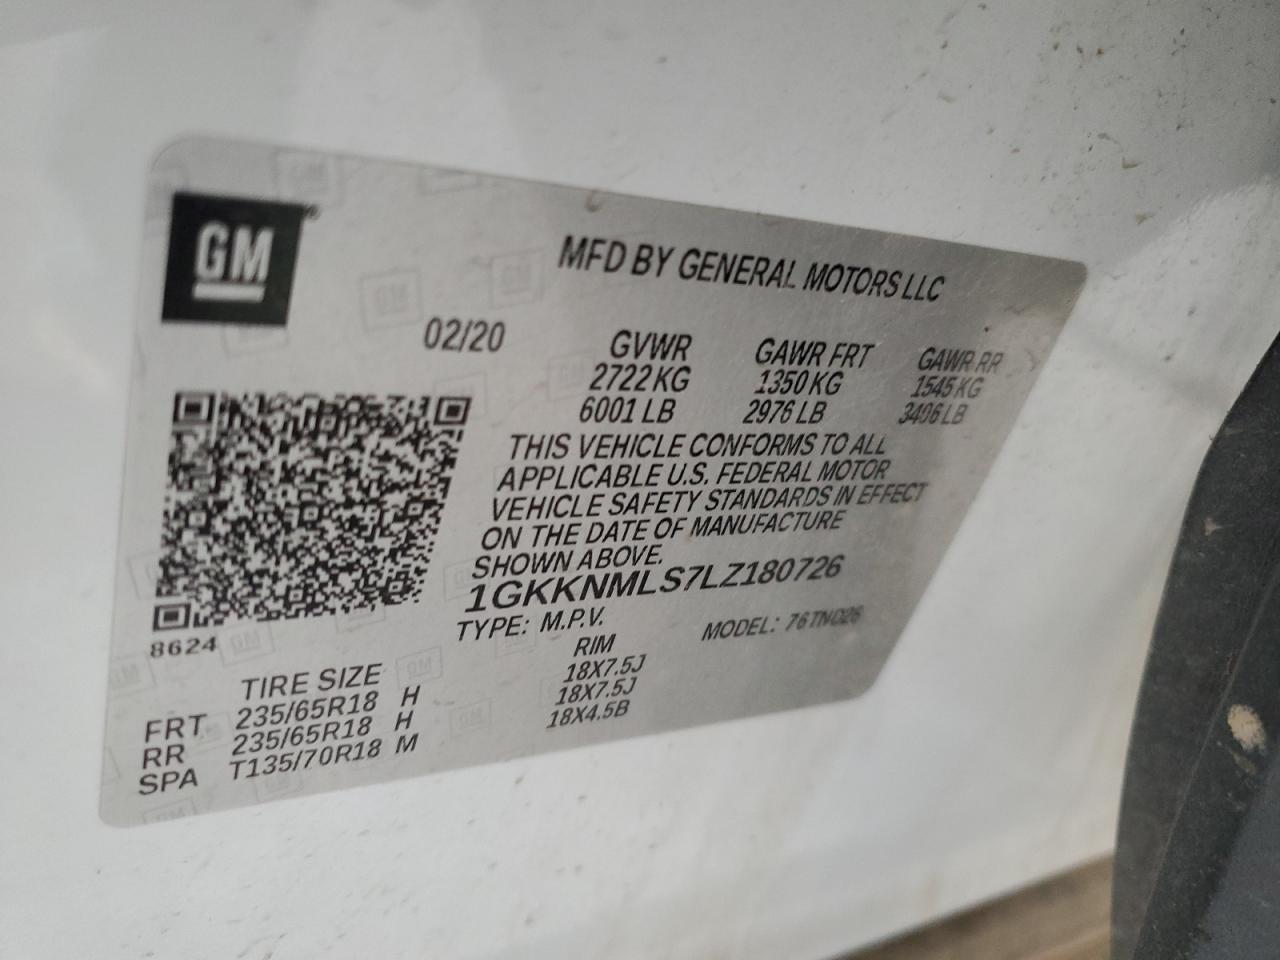 GM
MFD BY GENERAL MOTORS LLC
02/20 GVWR GAWR FRT GAWR RR
2722 KG 1350 KG 1545 KG
6001 LB 2976 LB 3406 LB
THIS VEHICLE CONFORMS TO ALL
APPLICABLE U.S. FEDERAL MOTOR
VEHICLE SAFETY STANDARDS IN EFFECT
ON THE DATE OF MANUFACTURE
SHOWN ABOVE.
1GKKNMLS7LZ180726
8624
TYPE: M.P.V. MODEL: 76TNO26
TIRE SIZE RIM
FRT 235/65R18 H 18X7.5J
RR 235/65R18 H 18X7.5J
SPA T135/70R18 M 18X4.5B